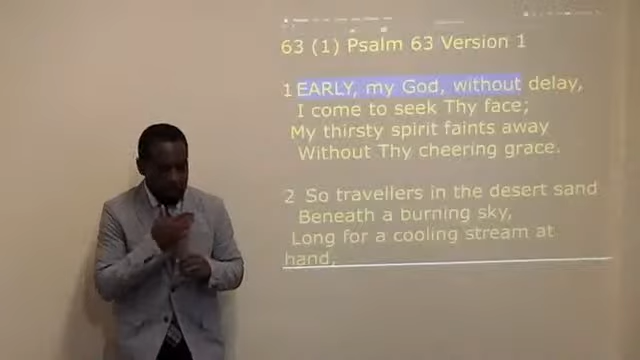 63 (1) Psalm 63 Version 1
1 EARLY, my God, without delay,
I come to seek Thy face;
My thirsty spirit faints away
Without Thy cheering grace.
2 So travellers in the desert sand
Beneath a burning sky,
Long for a cooling stream at
hand,